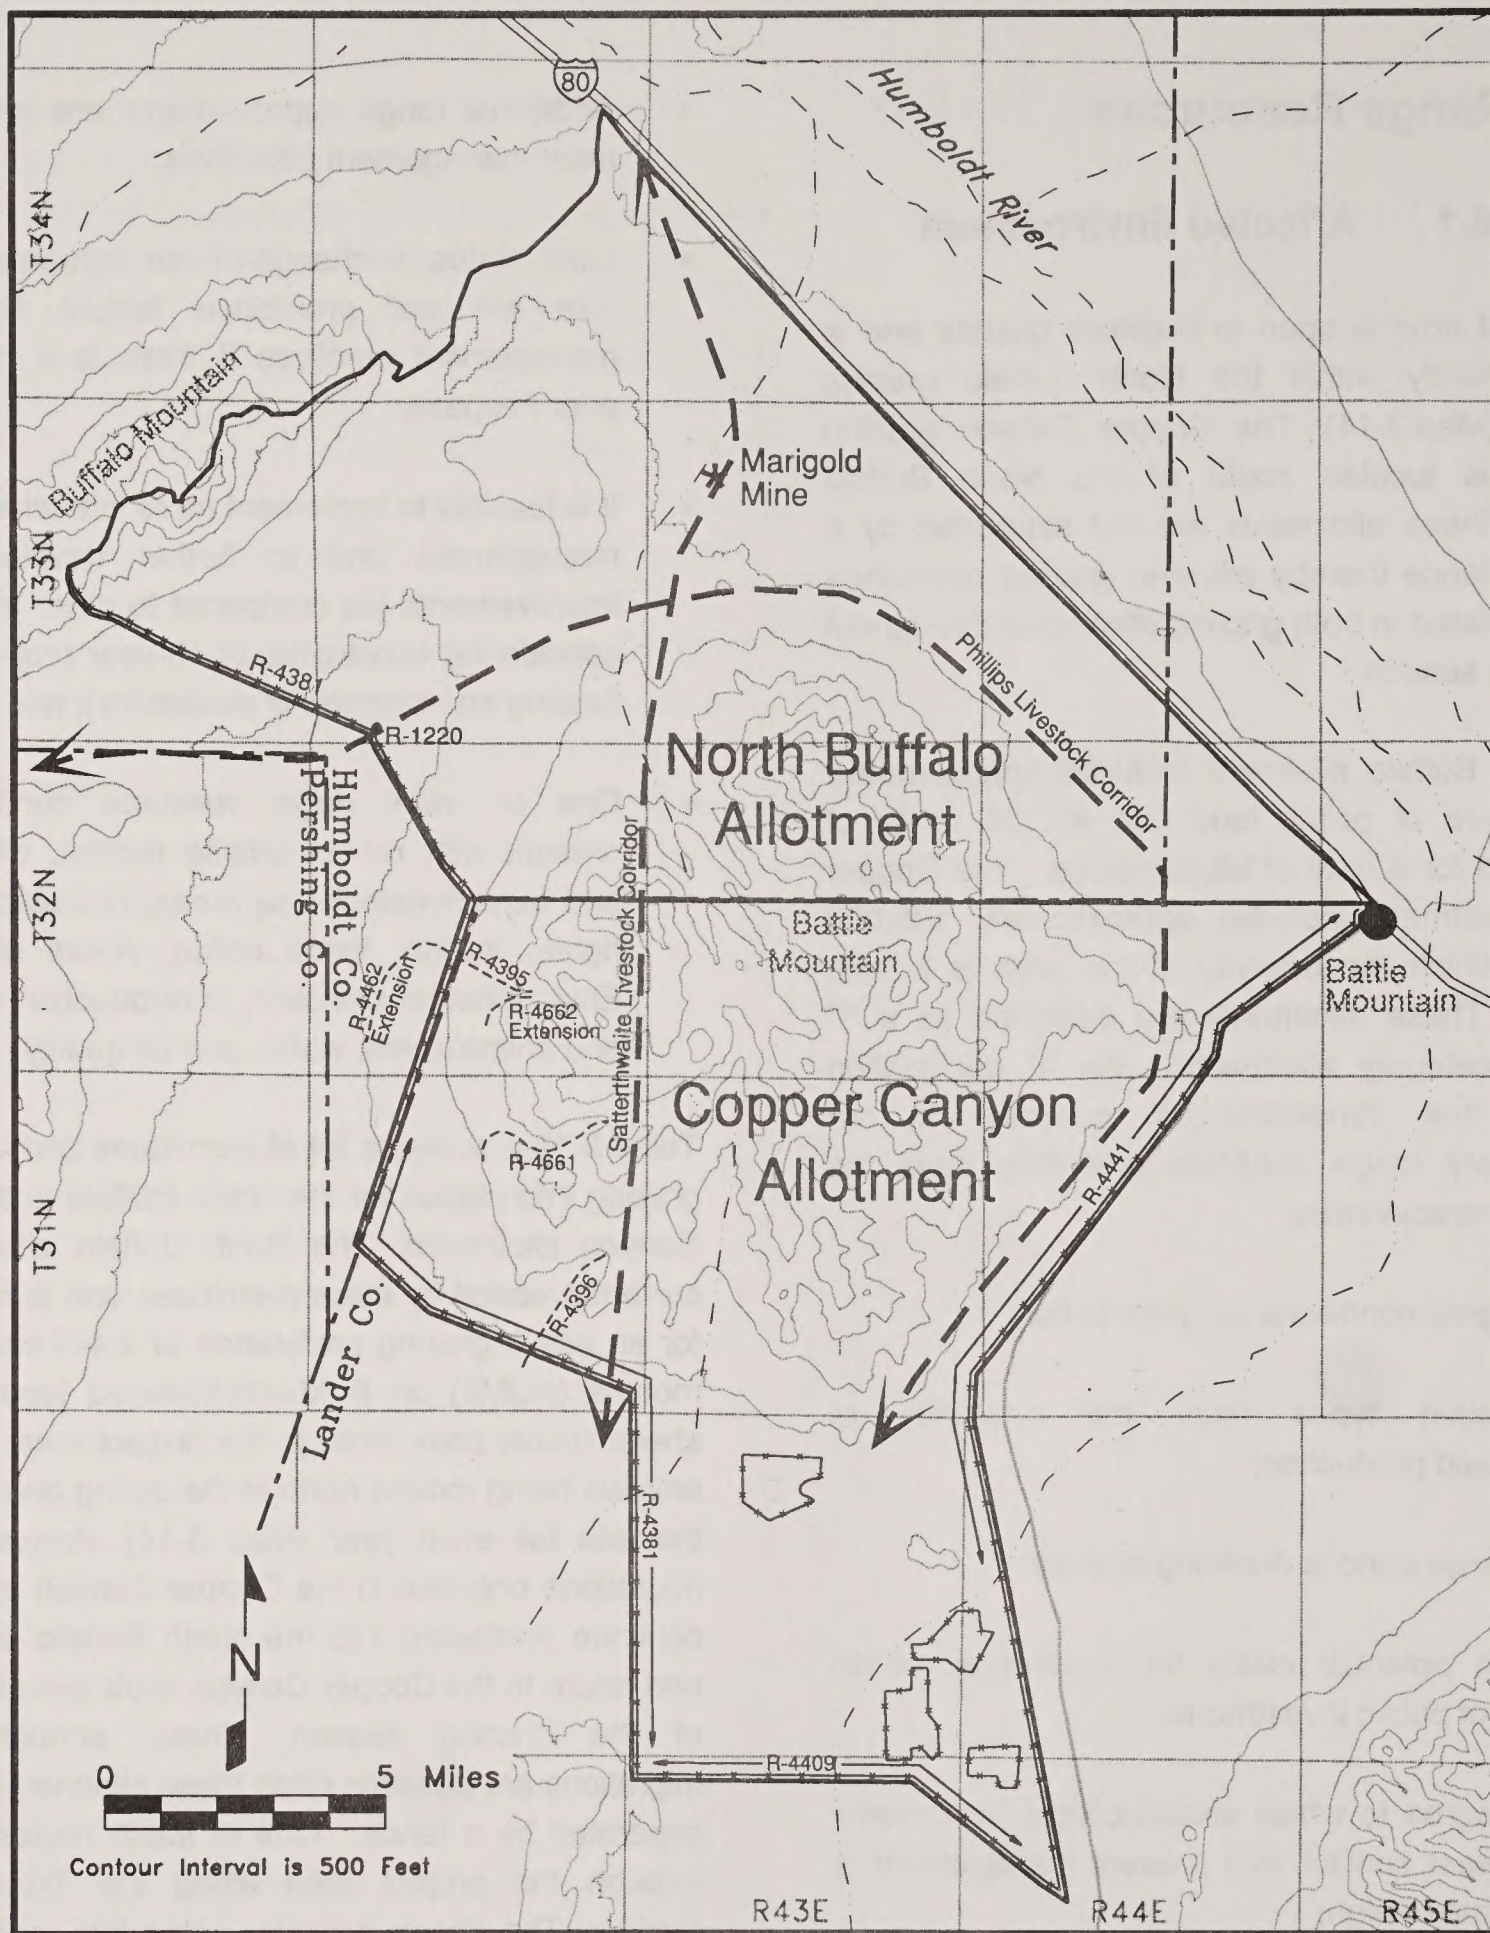 80
Humboldt River
T34N
Buffalo Mountain
Marigold
Mine
T33N
R-4381
Phillips Livestock Corridor
R-1220
North Buffalo
Allotment
Humboldt Co.
Pershing Co.
T32N
Satterthwaite Livestock Corridor
Battle
Mountain
Battle
Mountain
R-4462
Extension
R-4395
R-4662
Extension
Copper Canyon
Allotment
R-4661
R-4441
T31N
R-4396
Lander Co.
R-4381
N
R-4409
0 5 Miles
Contour Interval is 500 Feet
R43E R44E R45E